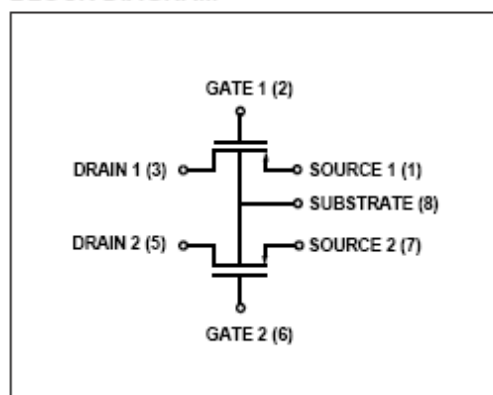 GATE 1 (2)
DRAIN 1 (3)
SOURCE 1 (1)
SUBSTRATE (8)
DRAIN 2 (5)
SOURCE 2 (7)
GATE 2 (6)